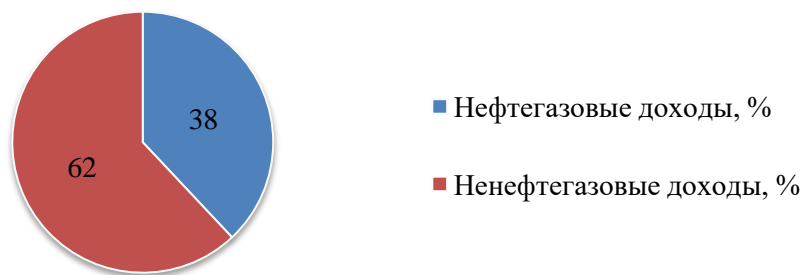 38
62
Нефтегазовые доходы, %
Ненефтегазовые доходы, %